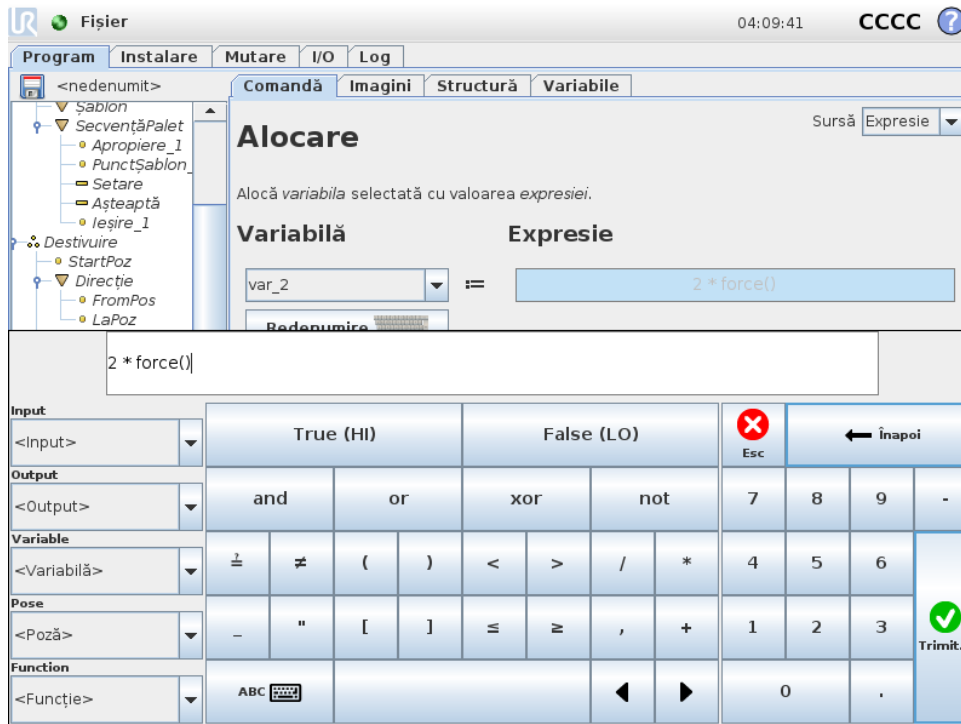 UR Fișier 04:09:41 CCCC ?
Program Instalare Mutare I/O Log
<nedenumit> Comandă Imagini Structură Variabile
Șablon
SecvențăPalet
Apropiere_1
PunctȘablon_
Setare
Așteaptă
Ieșire_1
Destivuire
StartPoz
Direcție
FromPos
LaPoz
Alocare
Sursă Expresie
Alocă variabila selectată cu valoarea expresiei.
Variabilă Expresie
var_2 := 2 * force()
Redenumire
2 * force()
Input
<Input>
Output
<Output>
Variable
<Variabilă>
Pose
<Poză>
Function
<Funcție>
True (HI) False (LO) Esc Înapoi
and or xor not 7 8 9 -
≟ ≠ ( ) < > / * 4 5 6
_ " [ ] ≤ ≥ , + 1 2 3
Trimit.
ABC 0 .